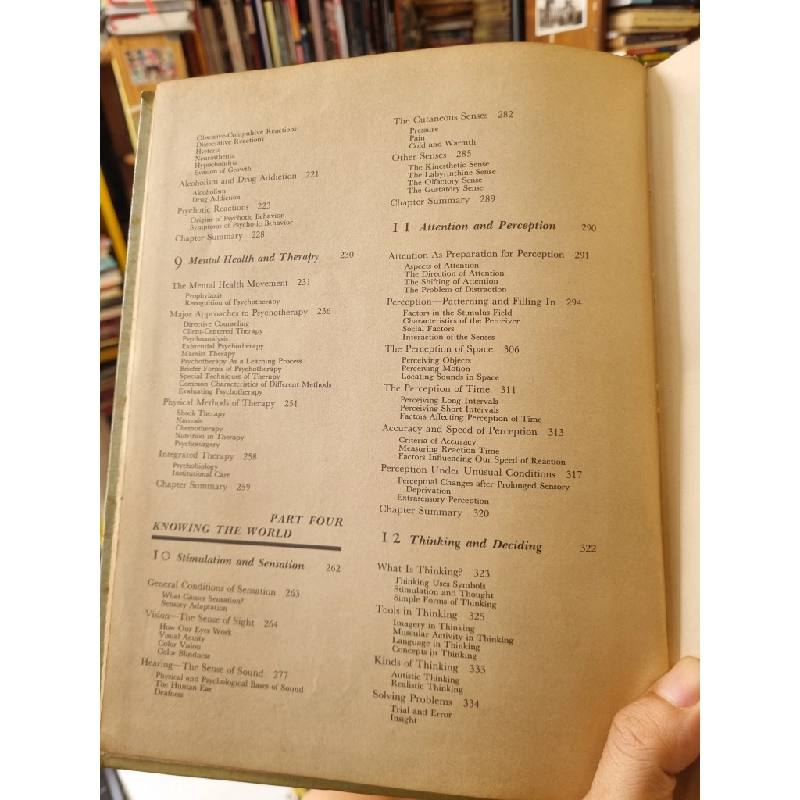 Obsessive-Compulsive Reactions
Dissociative Reactions
Hysteria
Neurasthenia
Hypochondria
Evasion of Growth
Alcoholism and Drug Addiction 221
Alcoholism
Drug Addiction
Psychotic Reactions 223
Origins of Psychotic Behavior
Symptoms of Psychotic Behavior
Chapter Summary 228
9 Mental Health and Therapy 230
The Mental Health Movement 231
Prophylaxis
Recognition of Psychotherapy
Major Approaches to Psychotherapy 236
Directive Counseling
Client-Centered Therapy
Psychoanalysis
Existential Psychotherapy
Marxist Therapy
Psychotherapy As a Learning Process
Briefer Forms of Psychotherapy
Special Techniques of Therapy
Common Characteristics of Different Methods
Evaluating Psychotherapy
Physical Methods of Therapy 251
Shock Therapy
Narcosis
Chemotherapy
Nutrition in Therapy
Psychosurgery
Integrated Therapy 258
Psychobiology
Institutional Care
Chapter Summary 259
PART FOUR
KNOWING THE WORLD
10 Stimulation and Sensation 262
General Conditions of Sensation 263
What Causes Sensation?
Sensory Adaptation
Vision—The Sense of Sight 264
How Our Eyes Work
Visual Acuity
Color Vision
Color Blindness
Hearing—The Sense of Sound 277
Physical and Psychological Bases of Sound
The Human Ear
Deafness
The Cutaneous Senses 282
Pressure
Pain
Cold and Warmth
Other Senses 285
The Kinesthetic Sense
The Labyrinthine Sense
The Olfactory Sense
The Gustatory Sense
Chapter Summary 289
11 Attention and Perception 290
Attention As Preparation for Perception 291
Aspects of Attention
The Direction of Attention
The Shifting of Attention
The Problem of Distraction
Perception—Patterning and Filling In 294
Factors in the Stimulus Field
Characteristics of the Perceiver
Social Factors
Interaction of the Senses
The Perception of Space 306
Perceiving Objects
Perceiving Motion
Locating Sounds in Space
The Perception of Time 311
Perceiving Long Intervals
Perceiving Short Intervals
Factors Affecting Perception of Time
Accuracy and Speed of Perception 313
Criteria of Accuracy
Measuring Reaction Time
Factors Influencing Our Speed of Reaction
Perception Under Unusual Conditions 317
Perceptual Changes after Prolonged Sensory
Deprivation
Extrasensory Perception
Chapter Summary 320
12 Thinking and Deciding 322
What Is Thinking? 323
Thinking Uses Symbols
Stimulation and Thought
Simple Forms of Thinking
Tools in Thinking 325
Imagery in Thinking
Muscular Activity in Thinking
Language in Thinking
Concepts in Thinking
Kinds of Thinking 333
Autistic Thinking
Realistic Thinking
Solving Problems 334
Trial and Error
Insight